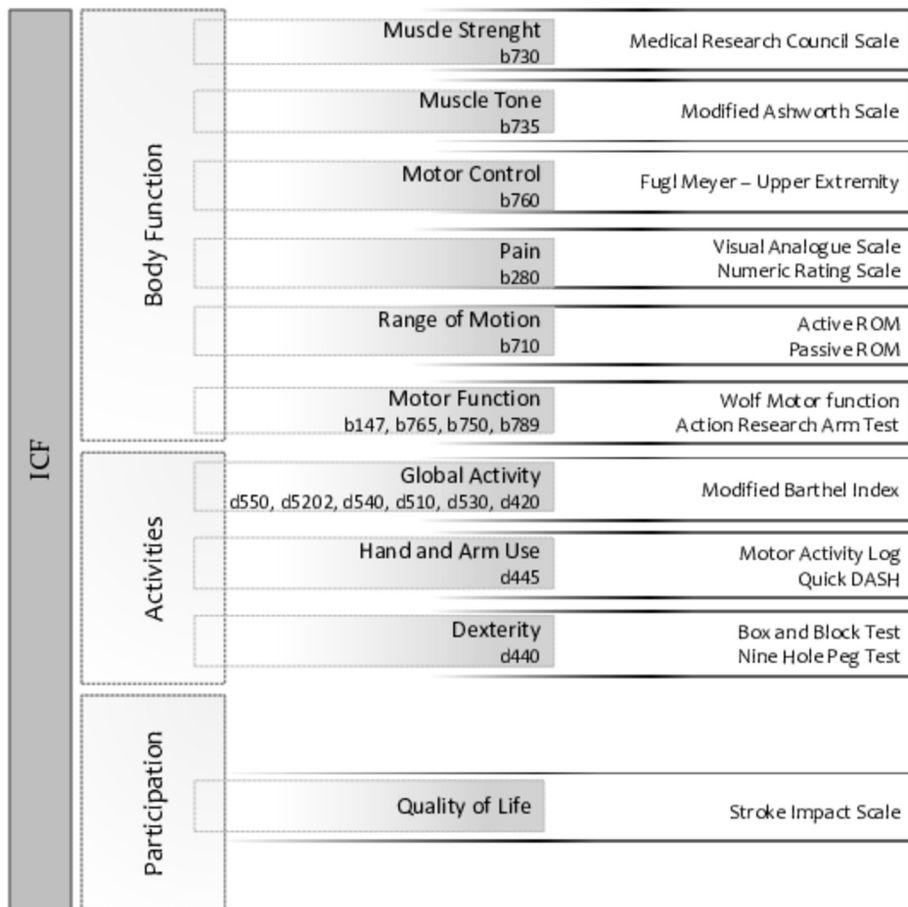 ICF
Body Function
Muscle Strenght
b730
Medical Research Council Scale
Muscle Tone
b735
Modified Ashworth Scale
Motor Control
b760
Fugl Meyer – Upper Extremity
Pain
b280
Visual Analogue Scale
Numeric Rating Scale
Range of Motion
b710
Active ROM
Passive ROM
Motor Function
b147, b765, b750, b789
Wolf Motor function
Action Research Arm Test
Activities
Global Activity
d550, d5202, d540, d510, d530, d420
Modified Barthel Index
Hand and Arm Use
d445
Motor Activity Log
Quick DASH
Dexterity
d440
Box and Block Test
Nine Hole Peg Test
Participation
Quality of Life
Stroke Impact Scale